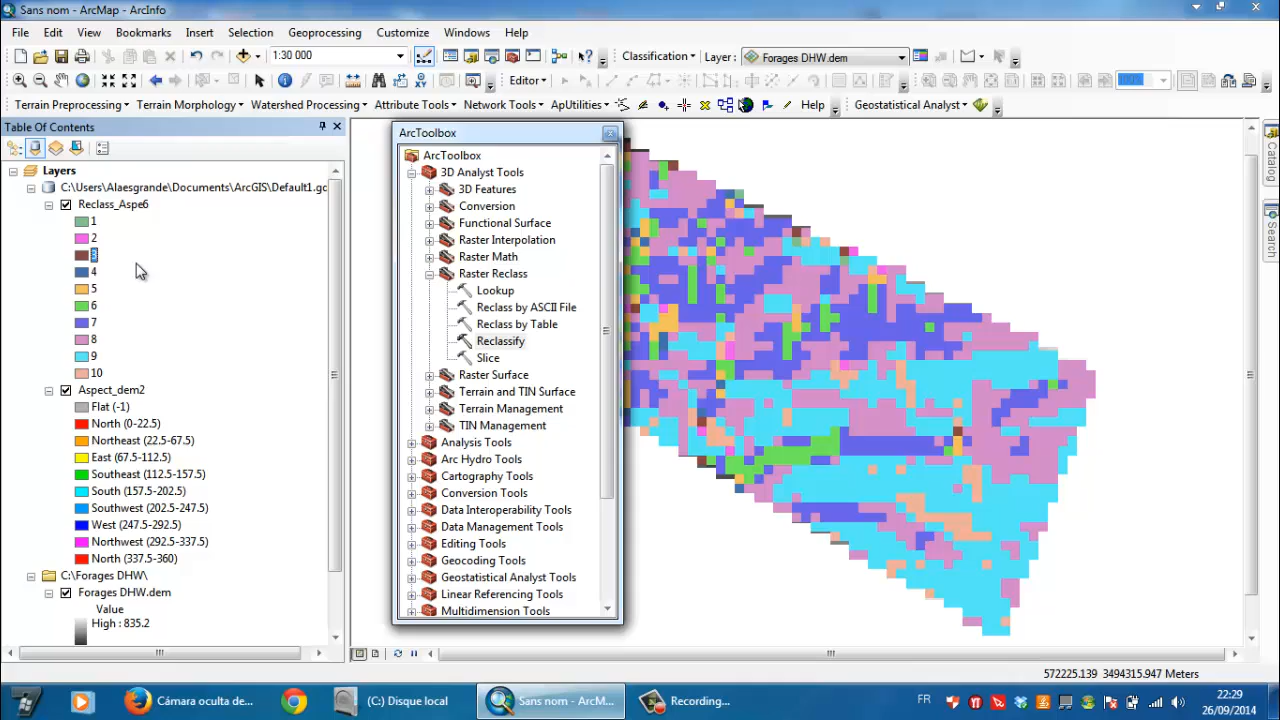 Sans nom - ArcMap - ArcInfo
File Edit View Bookmarks Insert Selection Geoprocessing Customize Windows Help
1:30 000 Classification Layer: Forages DHW.dem
Editor
Terrain Preprocessing Terrain Morphology Watershed Processing Attribute Tools Network Tools ApUtilities Help Geostatistical Analyst
Table Of Contents
Layers
C:\Users\Alaesgrande\Documents\ArcGIS\Default1.gd
Reclass_Aspe6
1
2
3
4
5
6
7
8
9
10
Aspect_dem2
Flat (-1)
North (0-22.5)
Northeast (22.5-67.5)
East (67.5-112.5)
Southeast (112.5-157.5)
South (157.5-202.5)
Southwest (202.5-247.5)
West (247.5-292.5)
Northwest (292.5-337.5)
North (337.5-360)
C:\Forages DHW\
Forages DHW.dem
Value
High : 835.2
ArcToolbox
ArcToolbox
3D Analyst Tools
3D Features
Conversion
Functional Surface
Raster Interpolation
Raster Math
Raster Reclass
Lookup
Reclass by ASCII File
Reclass by Table
Reclassify
Slice
Raster Surface
Terrain and TIN Surface
Terrain Management
TIN Management
Analysis Tools
Arc Hydro Tools
Cartography Tools
Conversion Tools
Data Interoperability Tools
Data Management Tools
Editing Tools
Geocoding Tools
Geostatistical Analyst Tools
Linear Referencing Tools
Multidimension Tools
Catalog
Search
572225.139 3494315.947 Meters
Cámara oculta de... (C:) Disque local Sans nom - ArcM... Recording... FR 22:29
26/09/2014